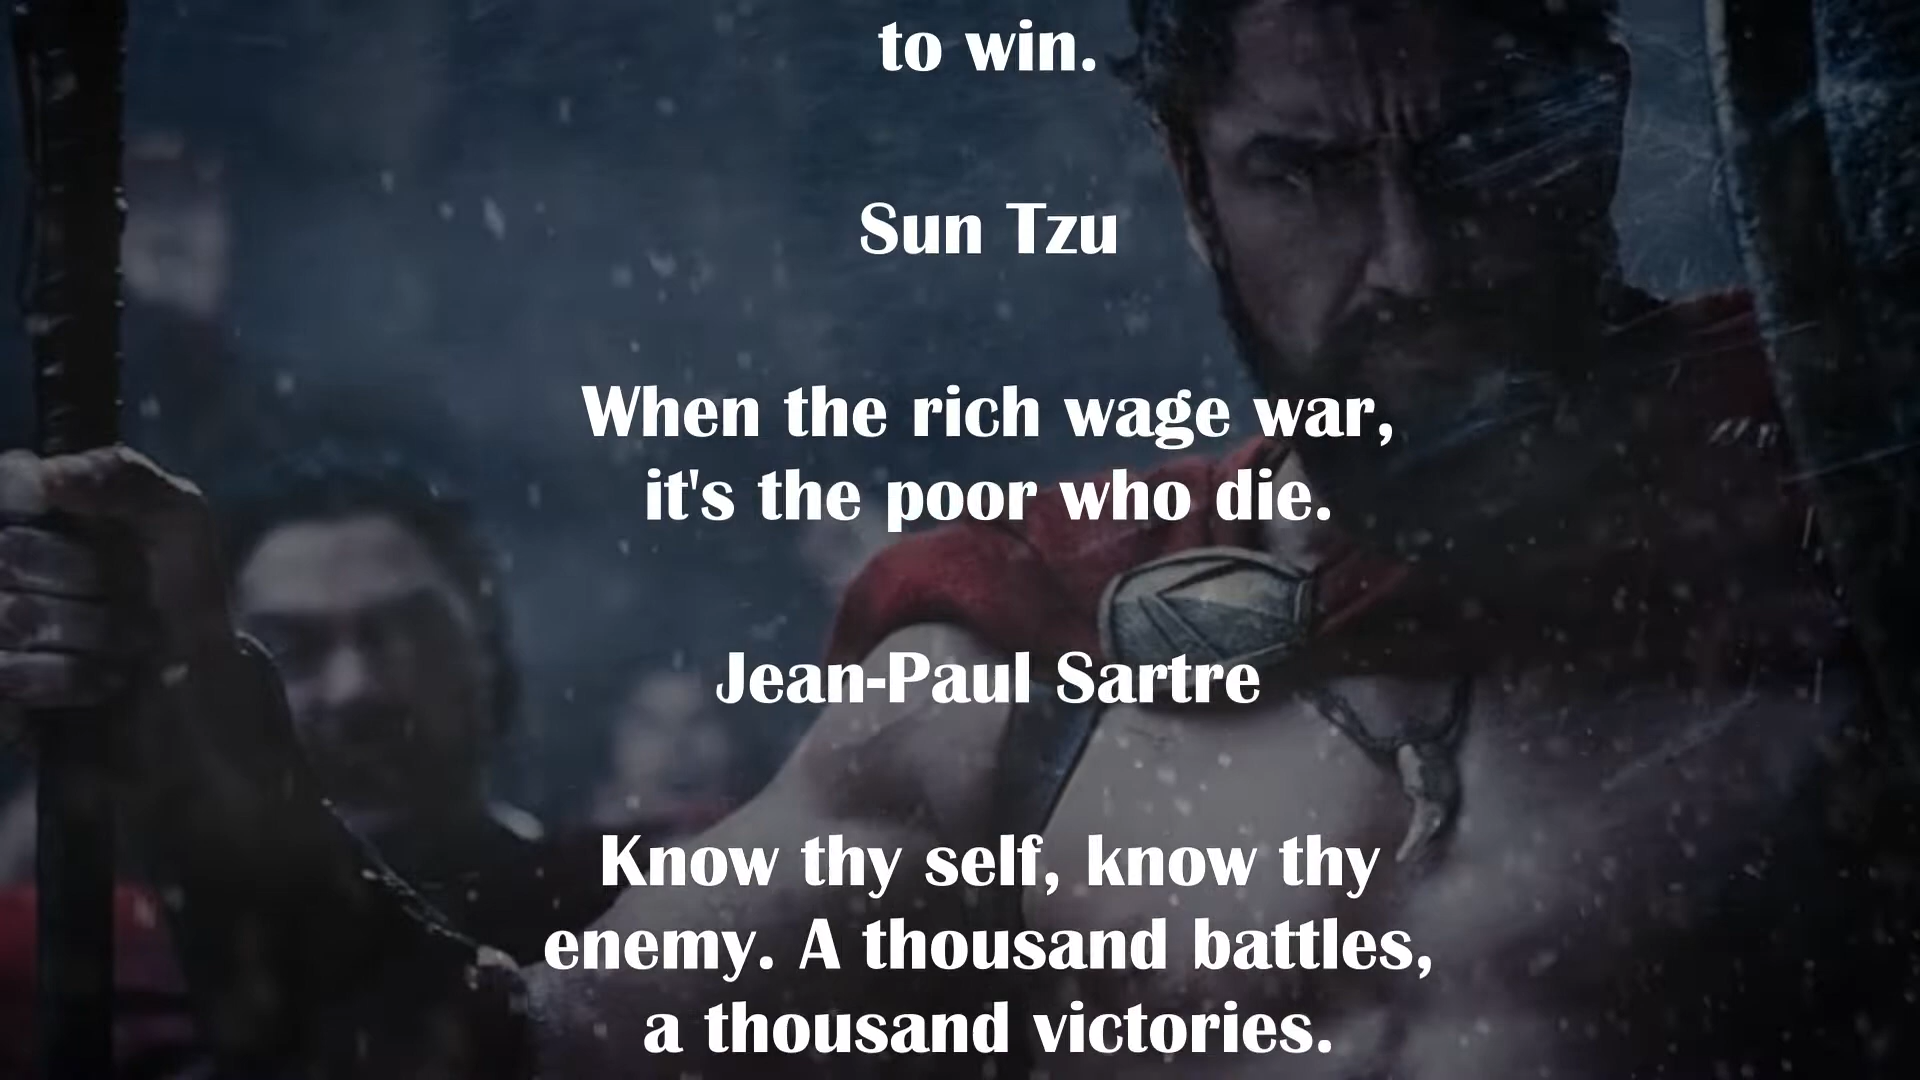 to win.
Sun Tzu
When the rich wage war,
it's the poor who die.
Jean-Paul Sartre
Know thy self, know thy
enemy. A thousand battles,
a thousand victories.